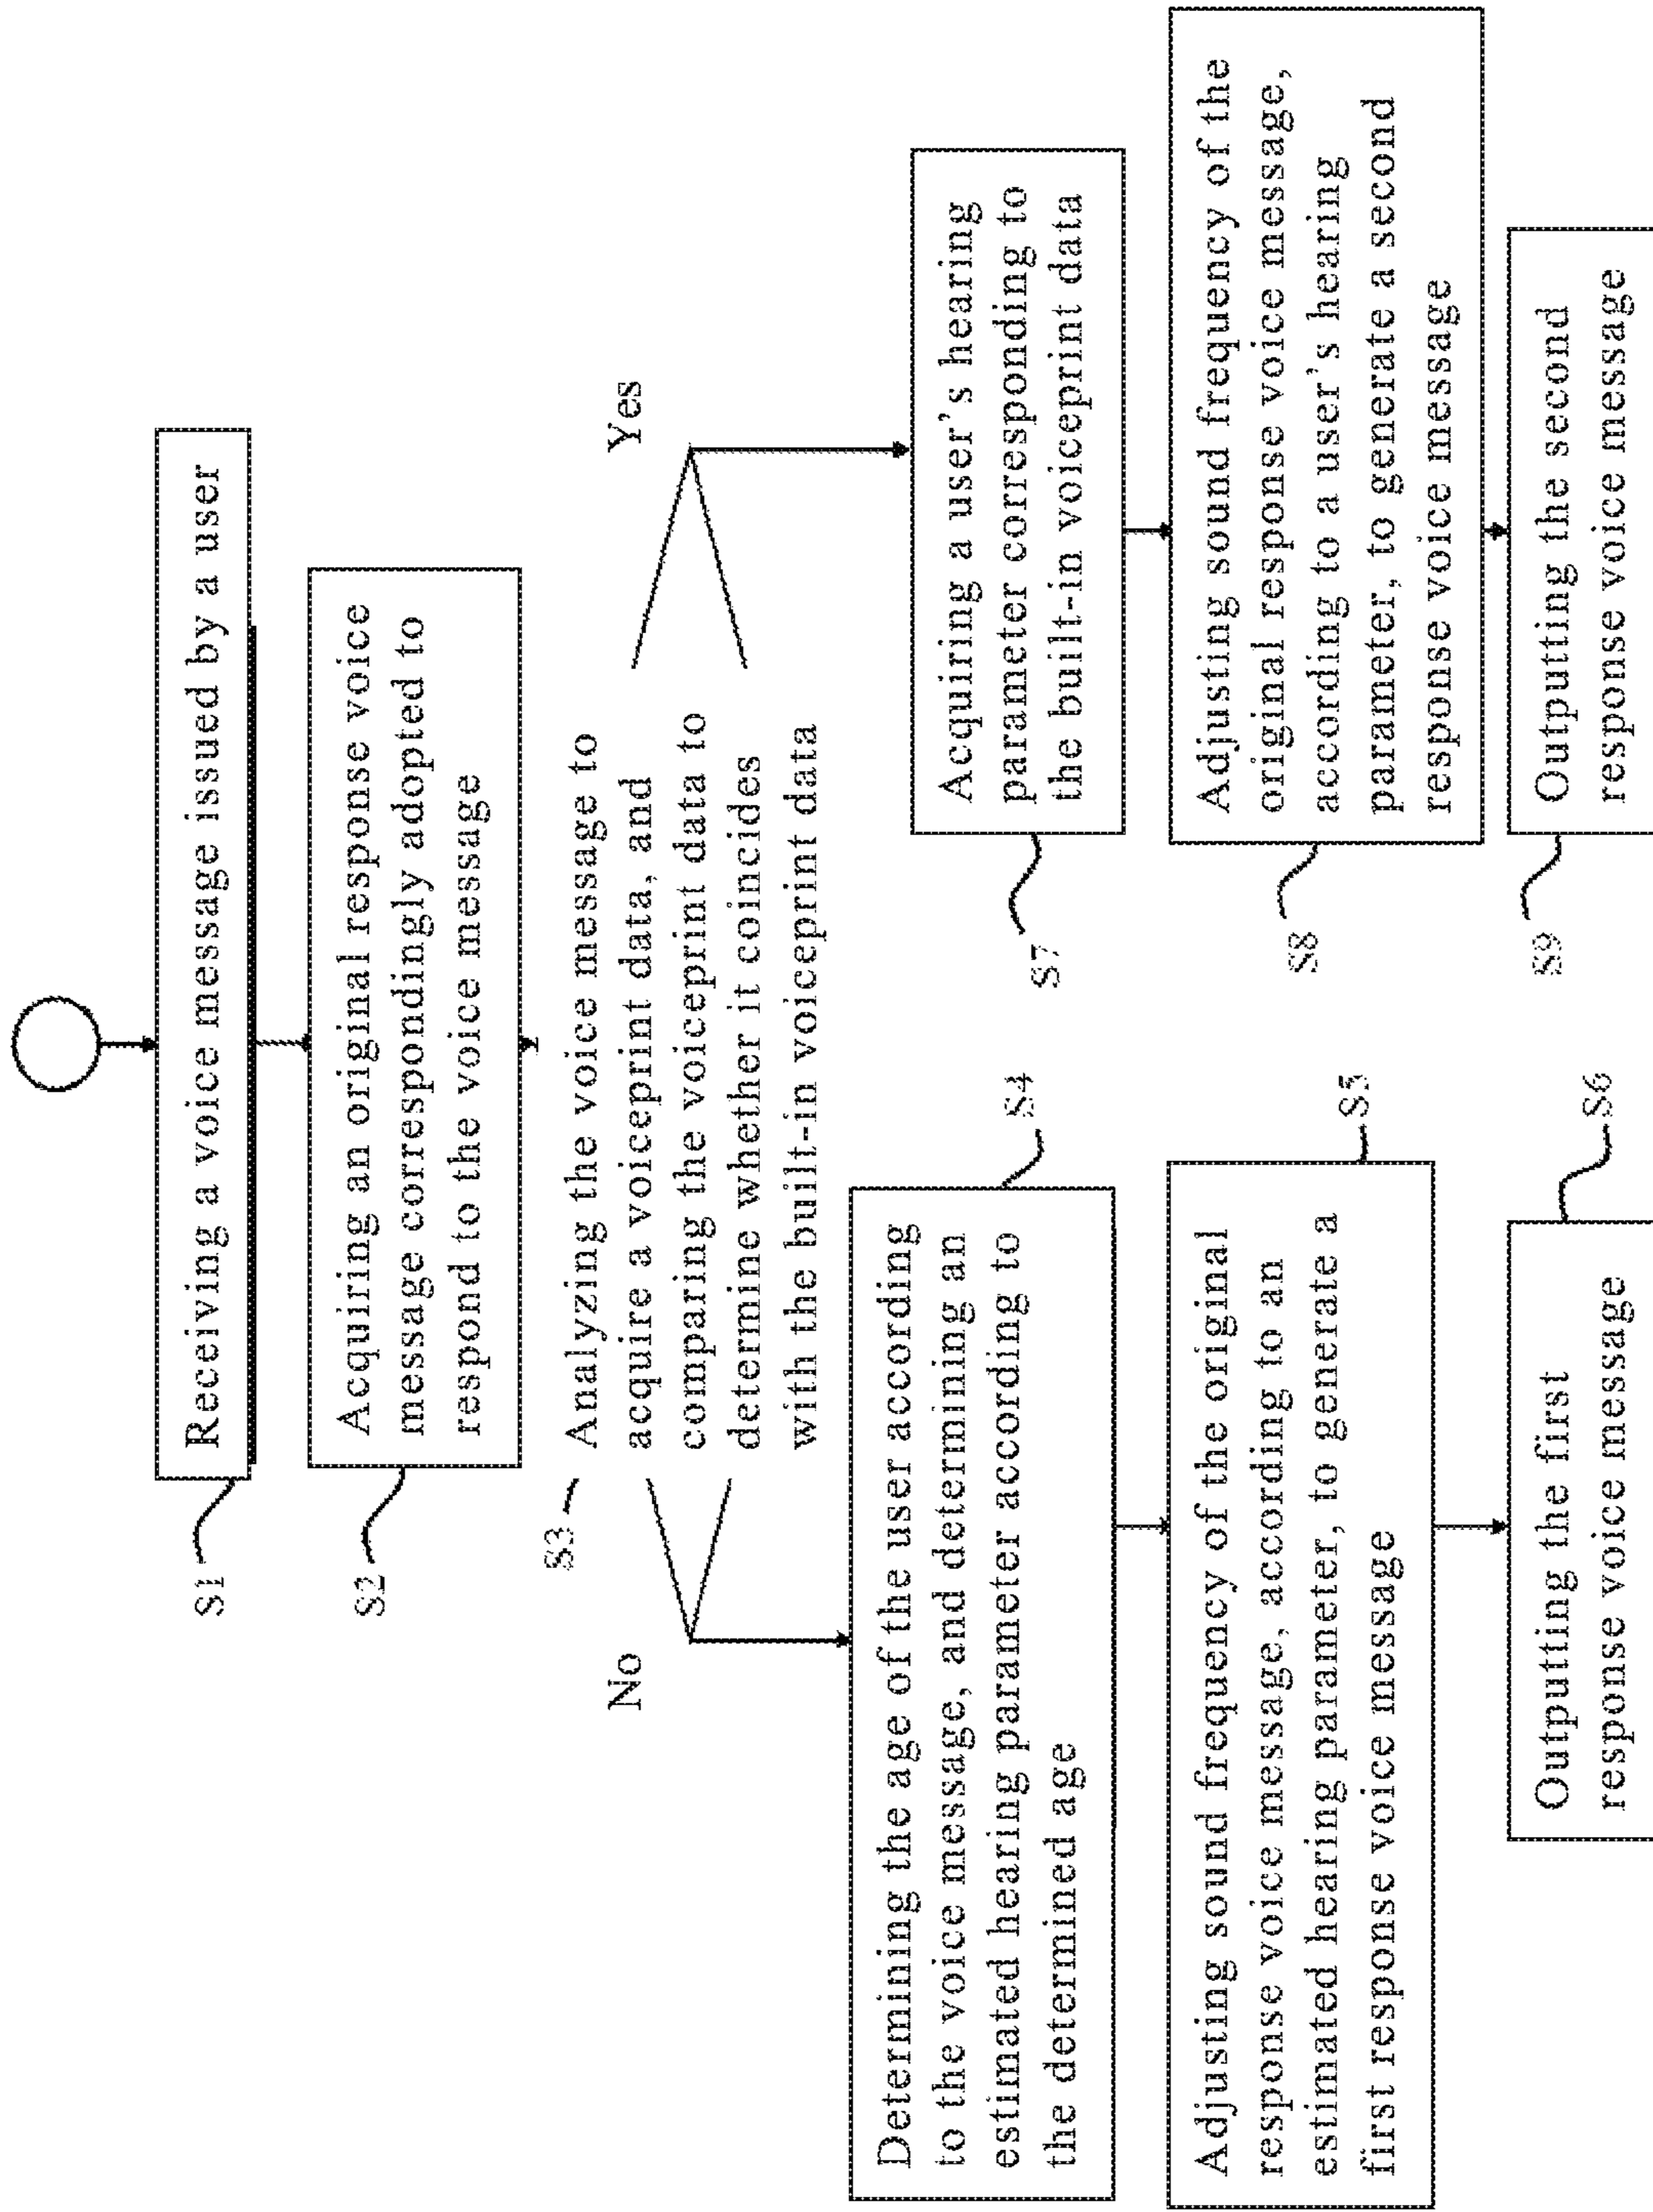 S1
Receiving a voice message issued by a user
S2
Acquiring an original response voice
message correspondingly adopted to
respond to the voice message
S3
Analyzing the voice message to
acquire a voiceprint data, and
comparing the voiceprint data to
determine whether it coincides
with the built-in voiceprint data
No
Yes
S4
Determining the age of the user according
to the voice message, and determining an
estimated hearing parameter according to
the determined age
S5
Adjusting sound frequency of the original
response voice message, according to an
estimated hearing parameter, to generate a
first response voice message
S6
Outputting the first
response voice message
S7
Acquiring a user's hearing
parameter corresponding to
the built-in voiceprint data
S8
Adjusting sound frequency of the
original response voice message,
according to a user's hearing
parameter, to generate a second
response voice message
S9
Outputting the second
response voice message